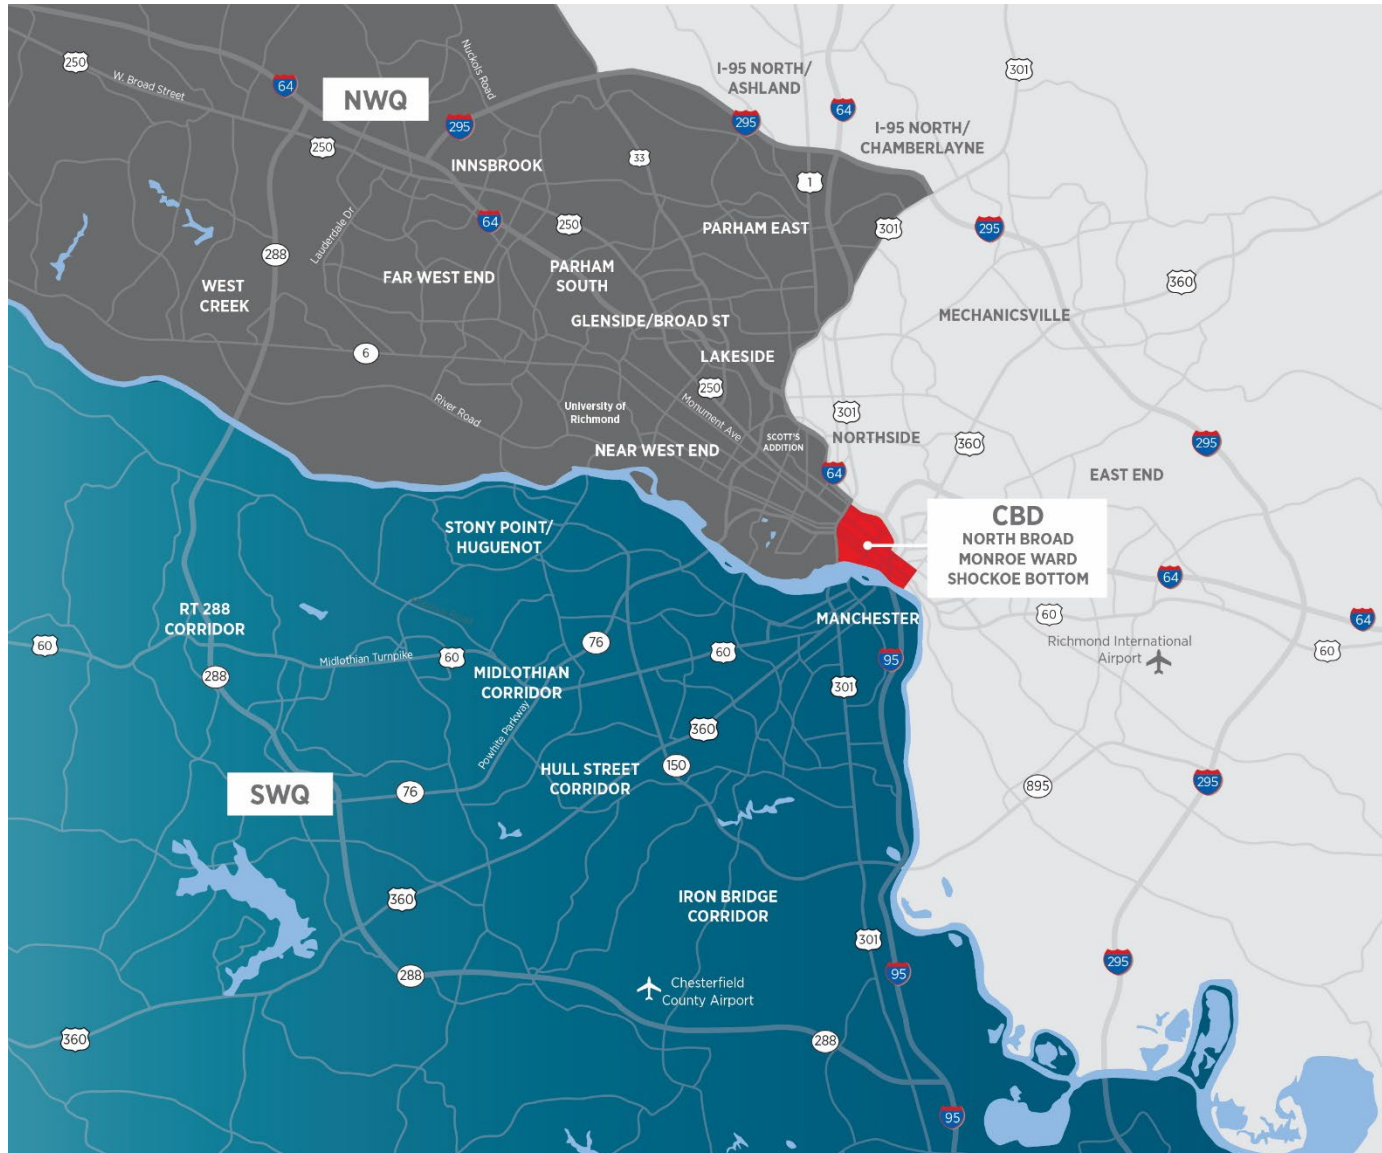 I-95 NORTH/
ASHLAND
301
250
Nuckols Road
W. Broad Street
64
NWQ
295
295
64
I-95 NORTH/
CHAMBERLAYNE
250
INNSBROOK
33
1
Lauderdale Dr
64
250
PARHAM EAST
301
295
288
WEST
CREEK
FAR WEST END
PARHAM
SOUTH
360
GLENSIDE/BROAD ST
MECHANICSVILLE
6
LAKESIDE
250
River Road
University of
Richmond
Monument Ave
301
NORTHSIDE
360
295
NEAR WEST END
SCOTT'S
ADDITION
64
EAST END
STONY POINT/
HUGUENOT
CBD
NORTH BROAD
MONROE WARD
SHOCKOE BOTTOM
64
RT 288
CORRIDOR
MANCHESTER
60
64
60
Midlothian Turnpike
60
76
60
95
Richmond International
Airport
60
288
MIDLOTHIAN
CORRIDOR
301
Powhite Parkway
360
HULL STREET
CORRIDOR
150
SWQ
76
895
295
360
IRON BRIDGE
CORRIDOR
301
288
95
295
Chesterfield
County Airport
360
288
95